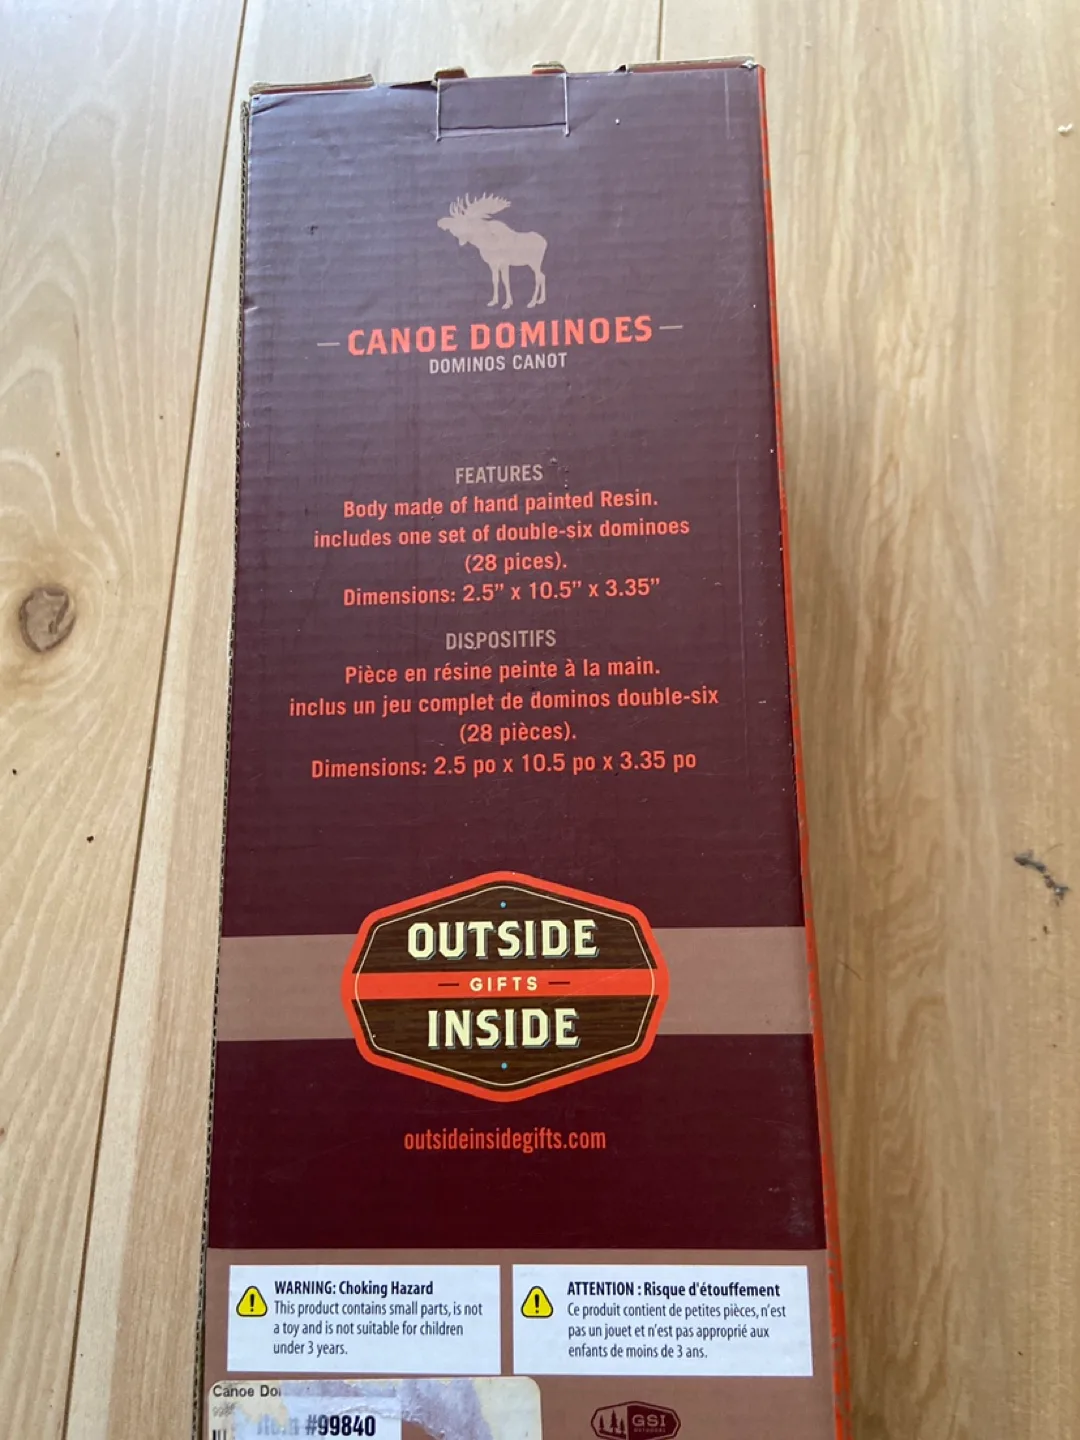 CANOE DOMINOES
DOMINOS CANOT
FEATURES
Body made of hand painted Resin.
includes one set of double-six dominoes
(28 pices).
Dimensions: 2.5" x 10.5" x 3.35"
DISPOSITIFS
Pièce en résine peinte à la main.
inclus un jeu complet de dominos double-six
(28 pièces).
Dimensions: 2.5 po x 10.5 po x 3.35 po
OUTSIDE
GIFTS
INSIDE
outsideinsidegifts.com
WARNING: Choking Hazard
This product contains small parts, is not
a toy and is not suitable for children
under 3 years.
ATTENTION : Risque d'étouffement
Ce produit contient de petites pièces, n'est
pas un jouet et n'est pas approprié aux
enfants de moins de 3 ans.
Canoe
#99840
GSI